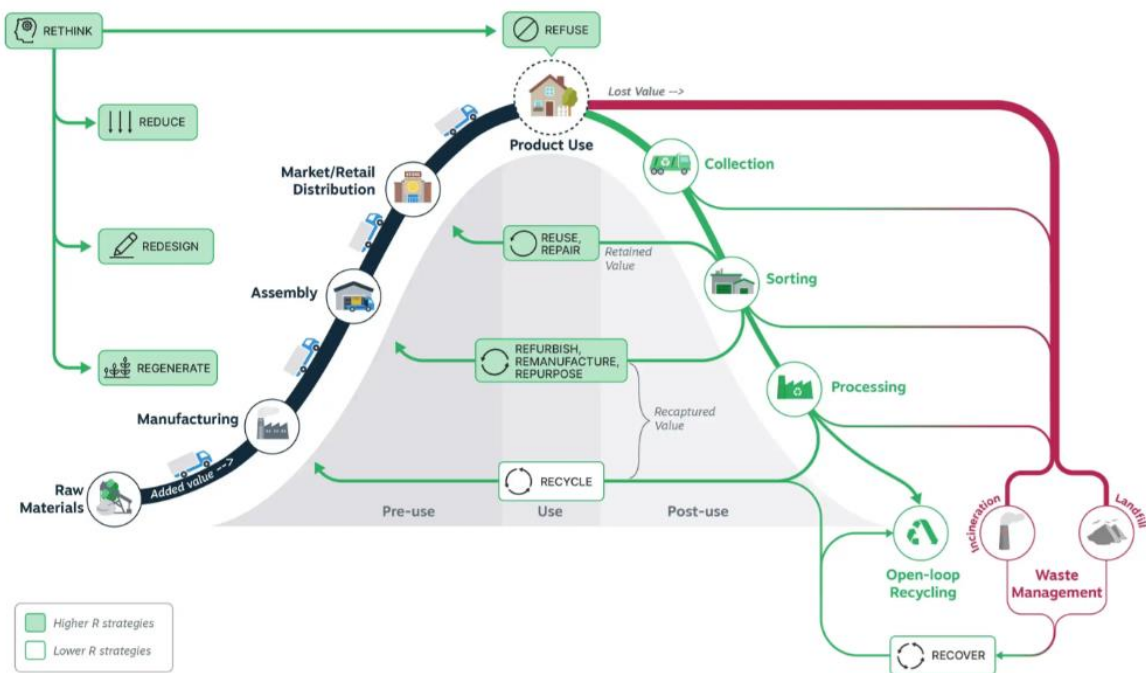 RETHINK
REFUSE
Lost Value -->
REDUCE
Product Use
Collection
Market/Retail
Distribution
REUSE,
REPAIR
Retained
Value
REDESIGN
Sorting
Assembly
REFURBISH,
REMANUFACTURE,
REPURPOSE
REGENERATE
Processing
Manufacturing
Recaptured
Value
Added value -->
RECYCLE
Raw
Materials
Pre-use
Use
Post-use
Incineration
Landfill
Open-loop
Recycling
Waste
Management
Higher R strategies
Lower R strategies
RECOVER
STORE